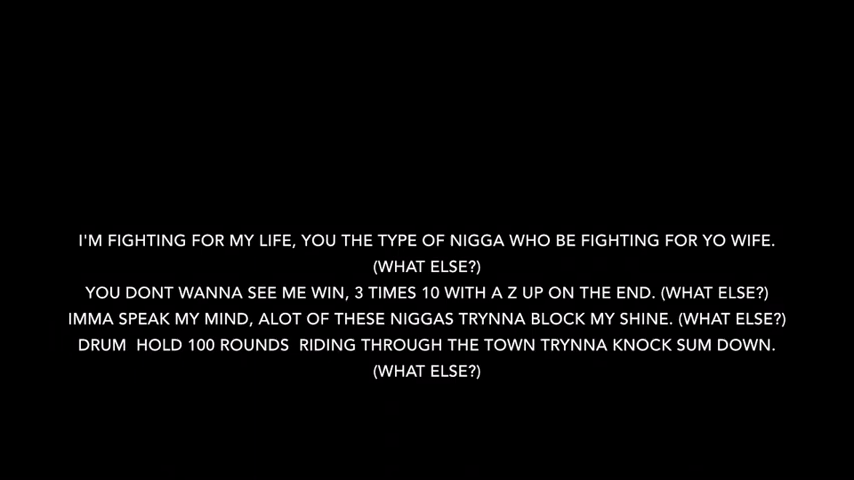 I'M FIGHTING FOR MY LIFE, YOU THE TYPE OF NIGGA WHO BE FIGHTING FOR YO WIFE.
(WHAT ELSE?)
YOU DONT WANNA SEE ME WIN, 3 TIMES 10 WITH A Z UP ON THE END. (WHAT ELSE?)
IMMA SPEAK MY MIND, ALOT OF THESE NIGGAS TRYNNA BLOCK MY SHINE. (WHAT ELSE?)
DRUM  HOLD 100 ROUNDS  RIDING THROUGH THE TOWN TRYNNA KNOCK SUM DOWN.
(WHAT ELSE?)